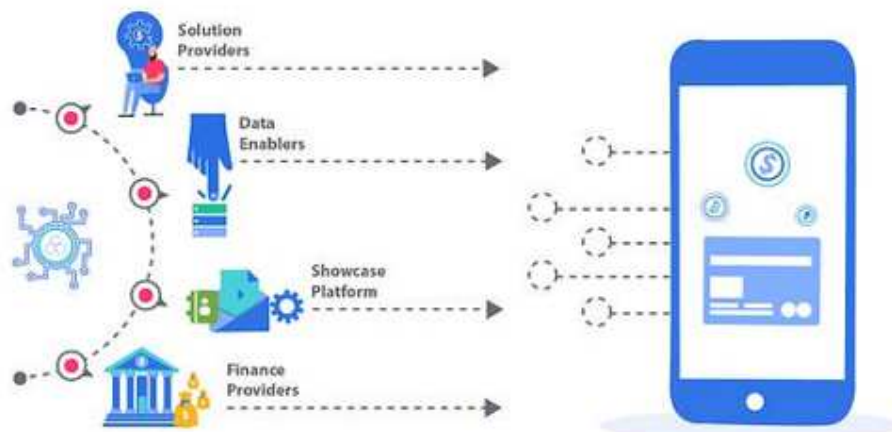 Solution
Providers
Data
Enablers
Showcase
Platform
Finance
Providers